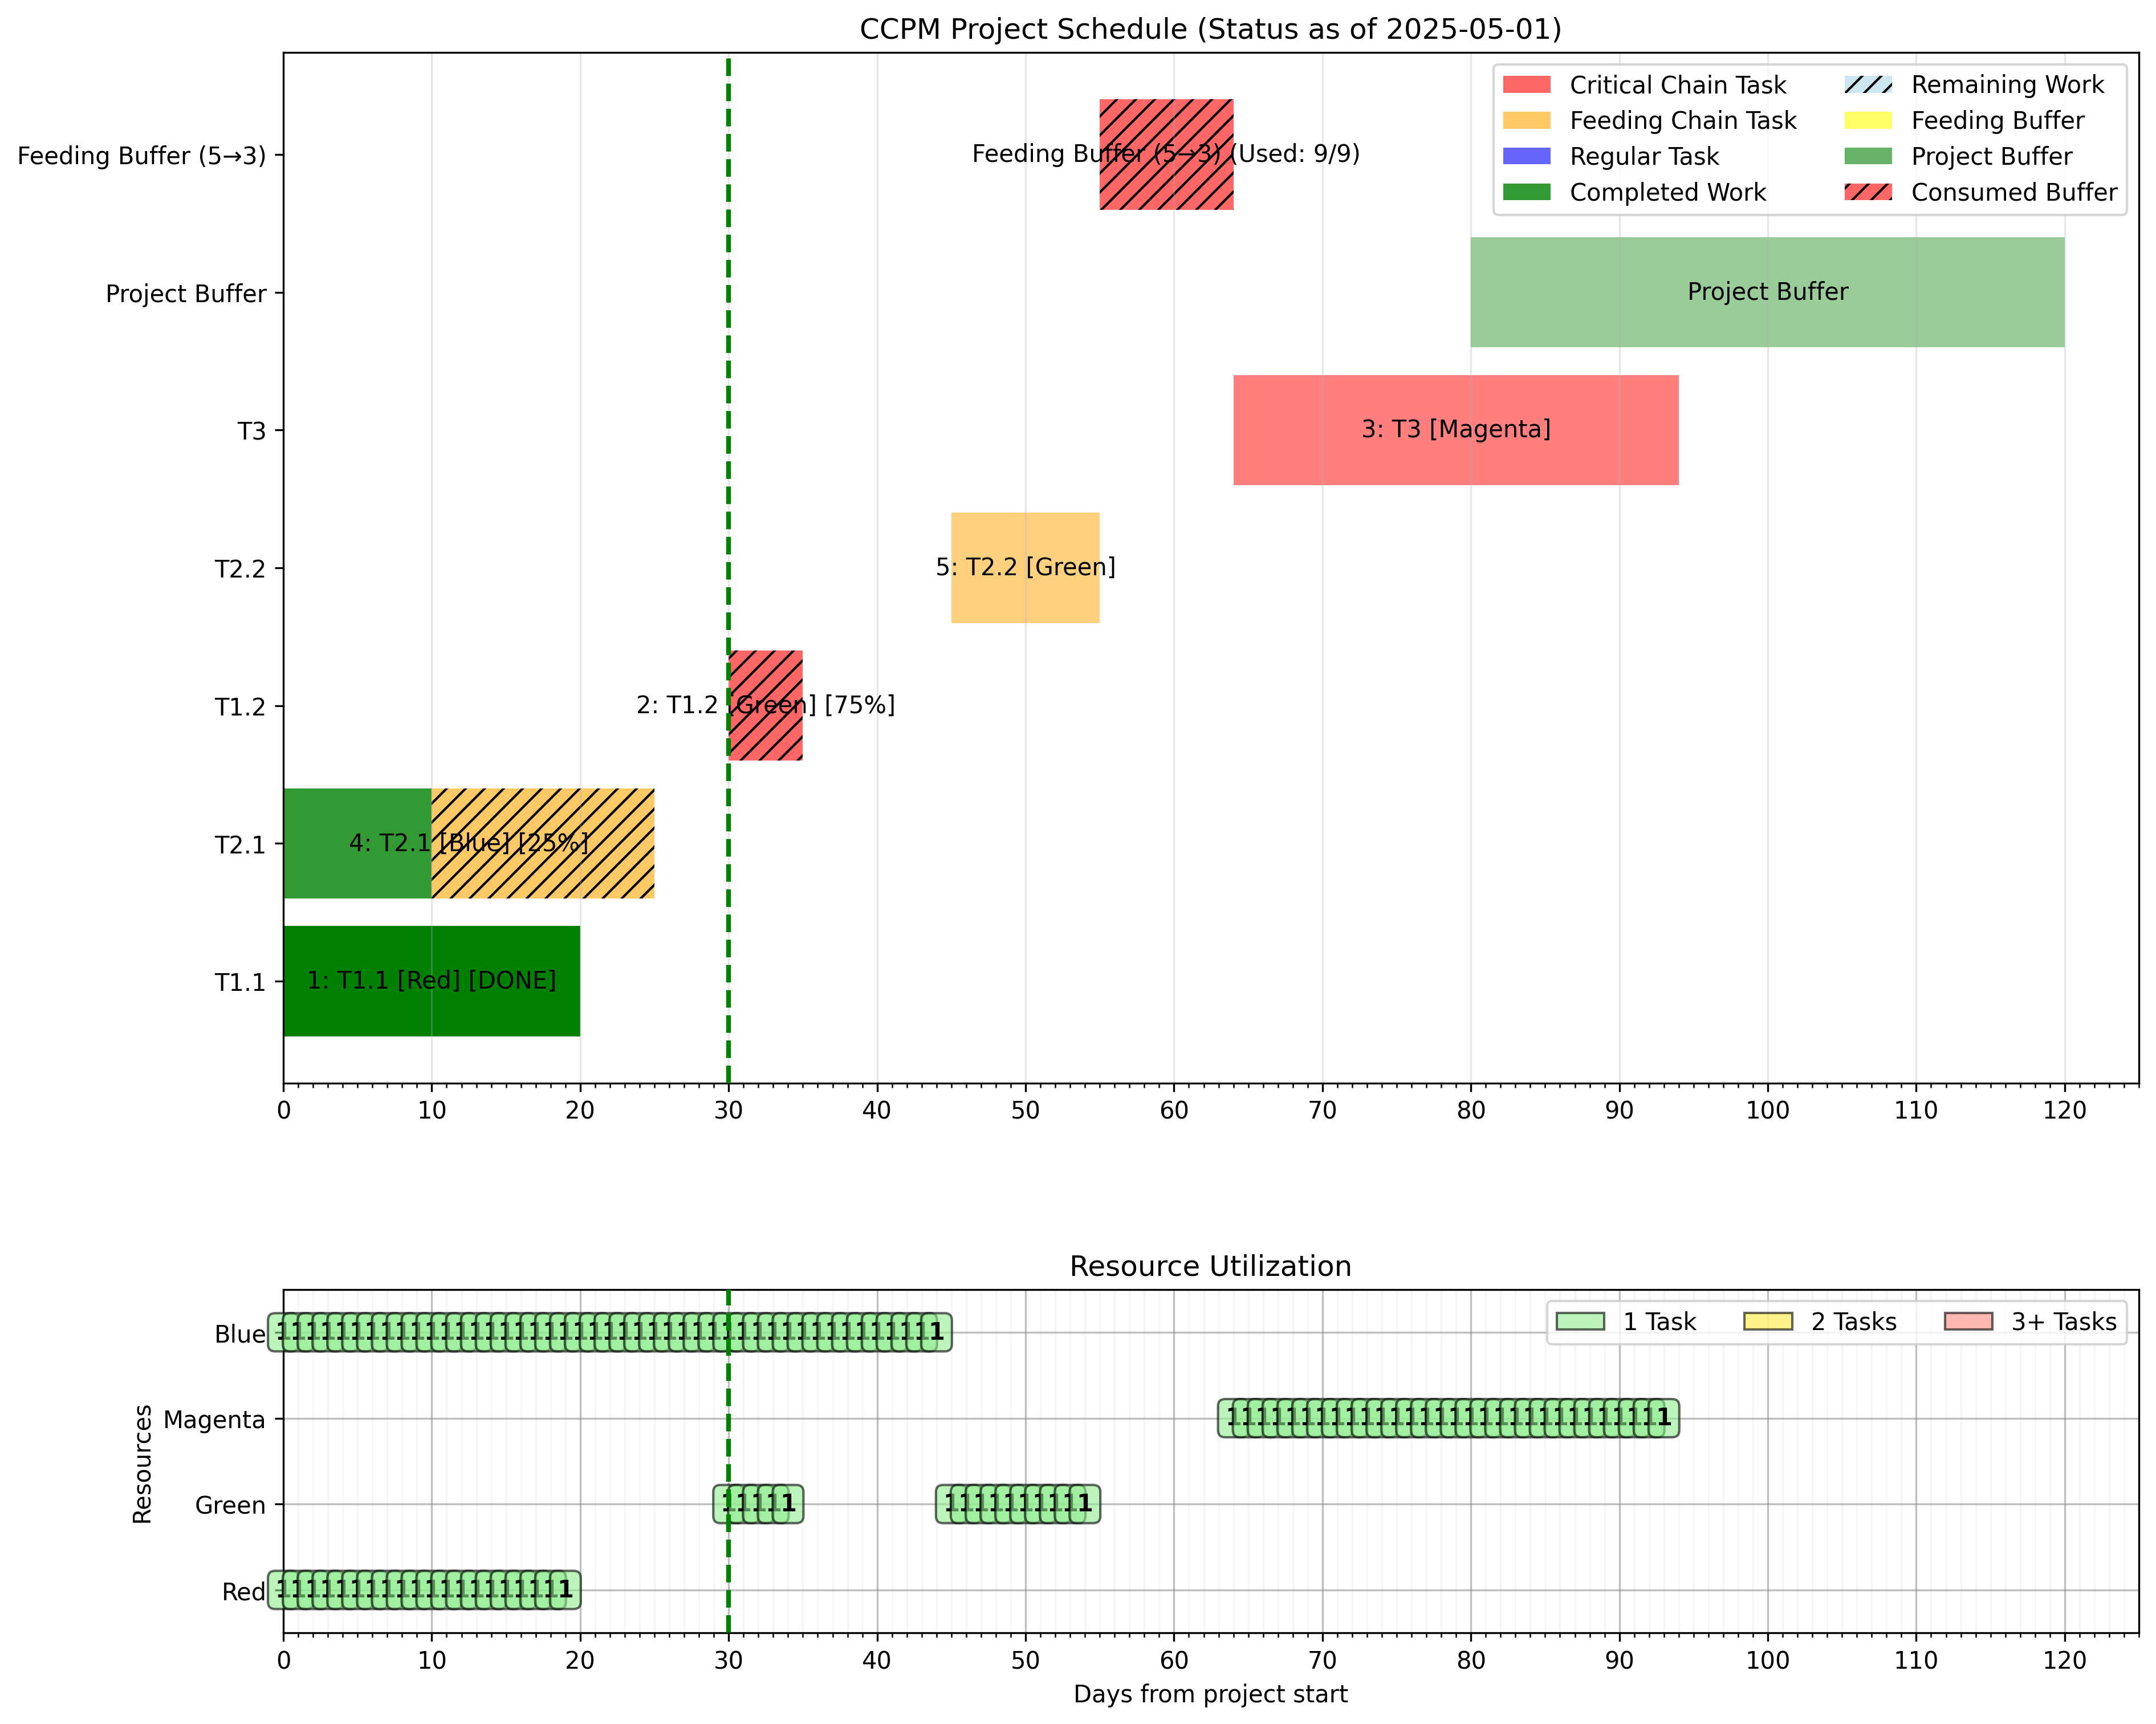 CCPM Project Schedule (Status as of 2025-05-01)
Critical Chain Task
Feeding Chain Task
Regular Task
Completed Work
Remaining Work
Feeding Buffer
Project Buffer
Consumed Buffer
Feeding Buffer (5→3)
Feeding Buffer (5→3) (Used: 9/9)
Project Buffer
Project Buffer
T3
3: T3 [Magenta]
T2.2
5: T2.2 [Green]
T1.2
2: T1.2 [Green] [75%]
T2.1
4: T2.1 [Blue] [25%]
T1.1
1: T1.1 [Red] [DONE]
0 10 20 30 40 50 60 70 80 90 100 110 120
Resource Utilization
1 Task 2 Tasks 3+ Tasks
Resources
Blue
Magenta
Green
Red
0 10 20 30 40 50 60 70 80 90 100 110 120
Days from project start